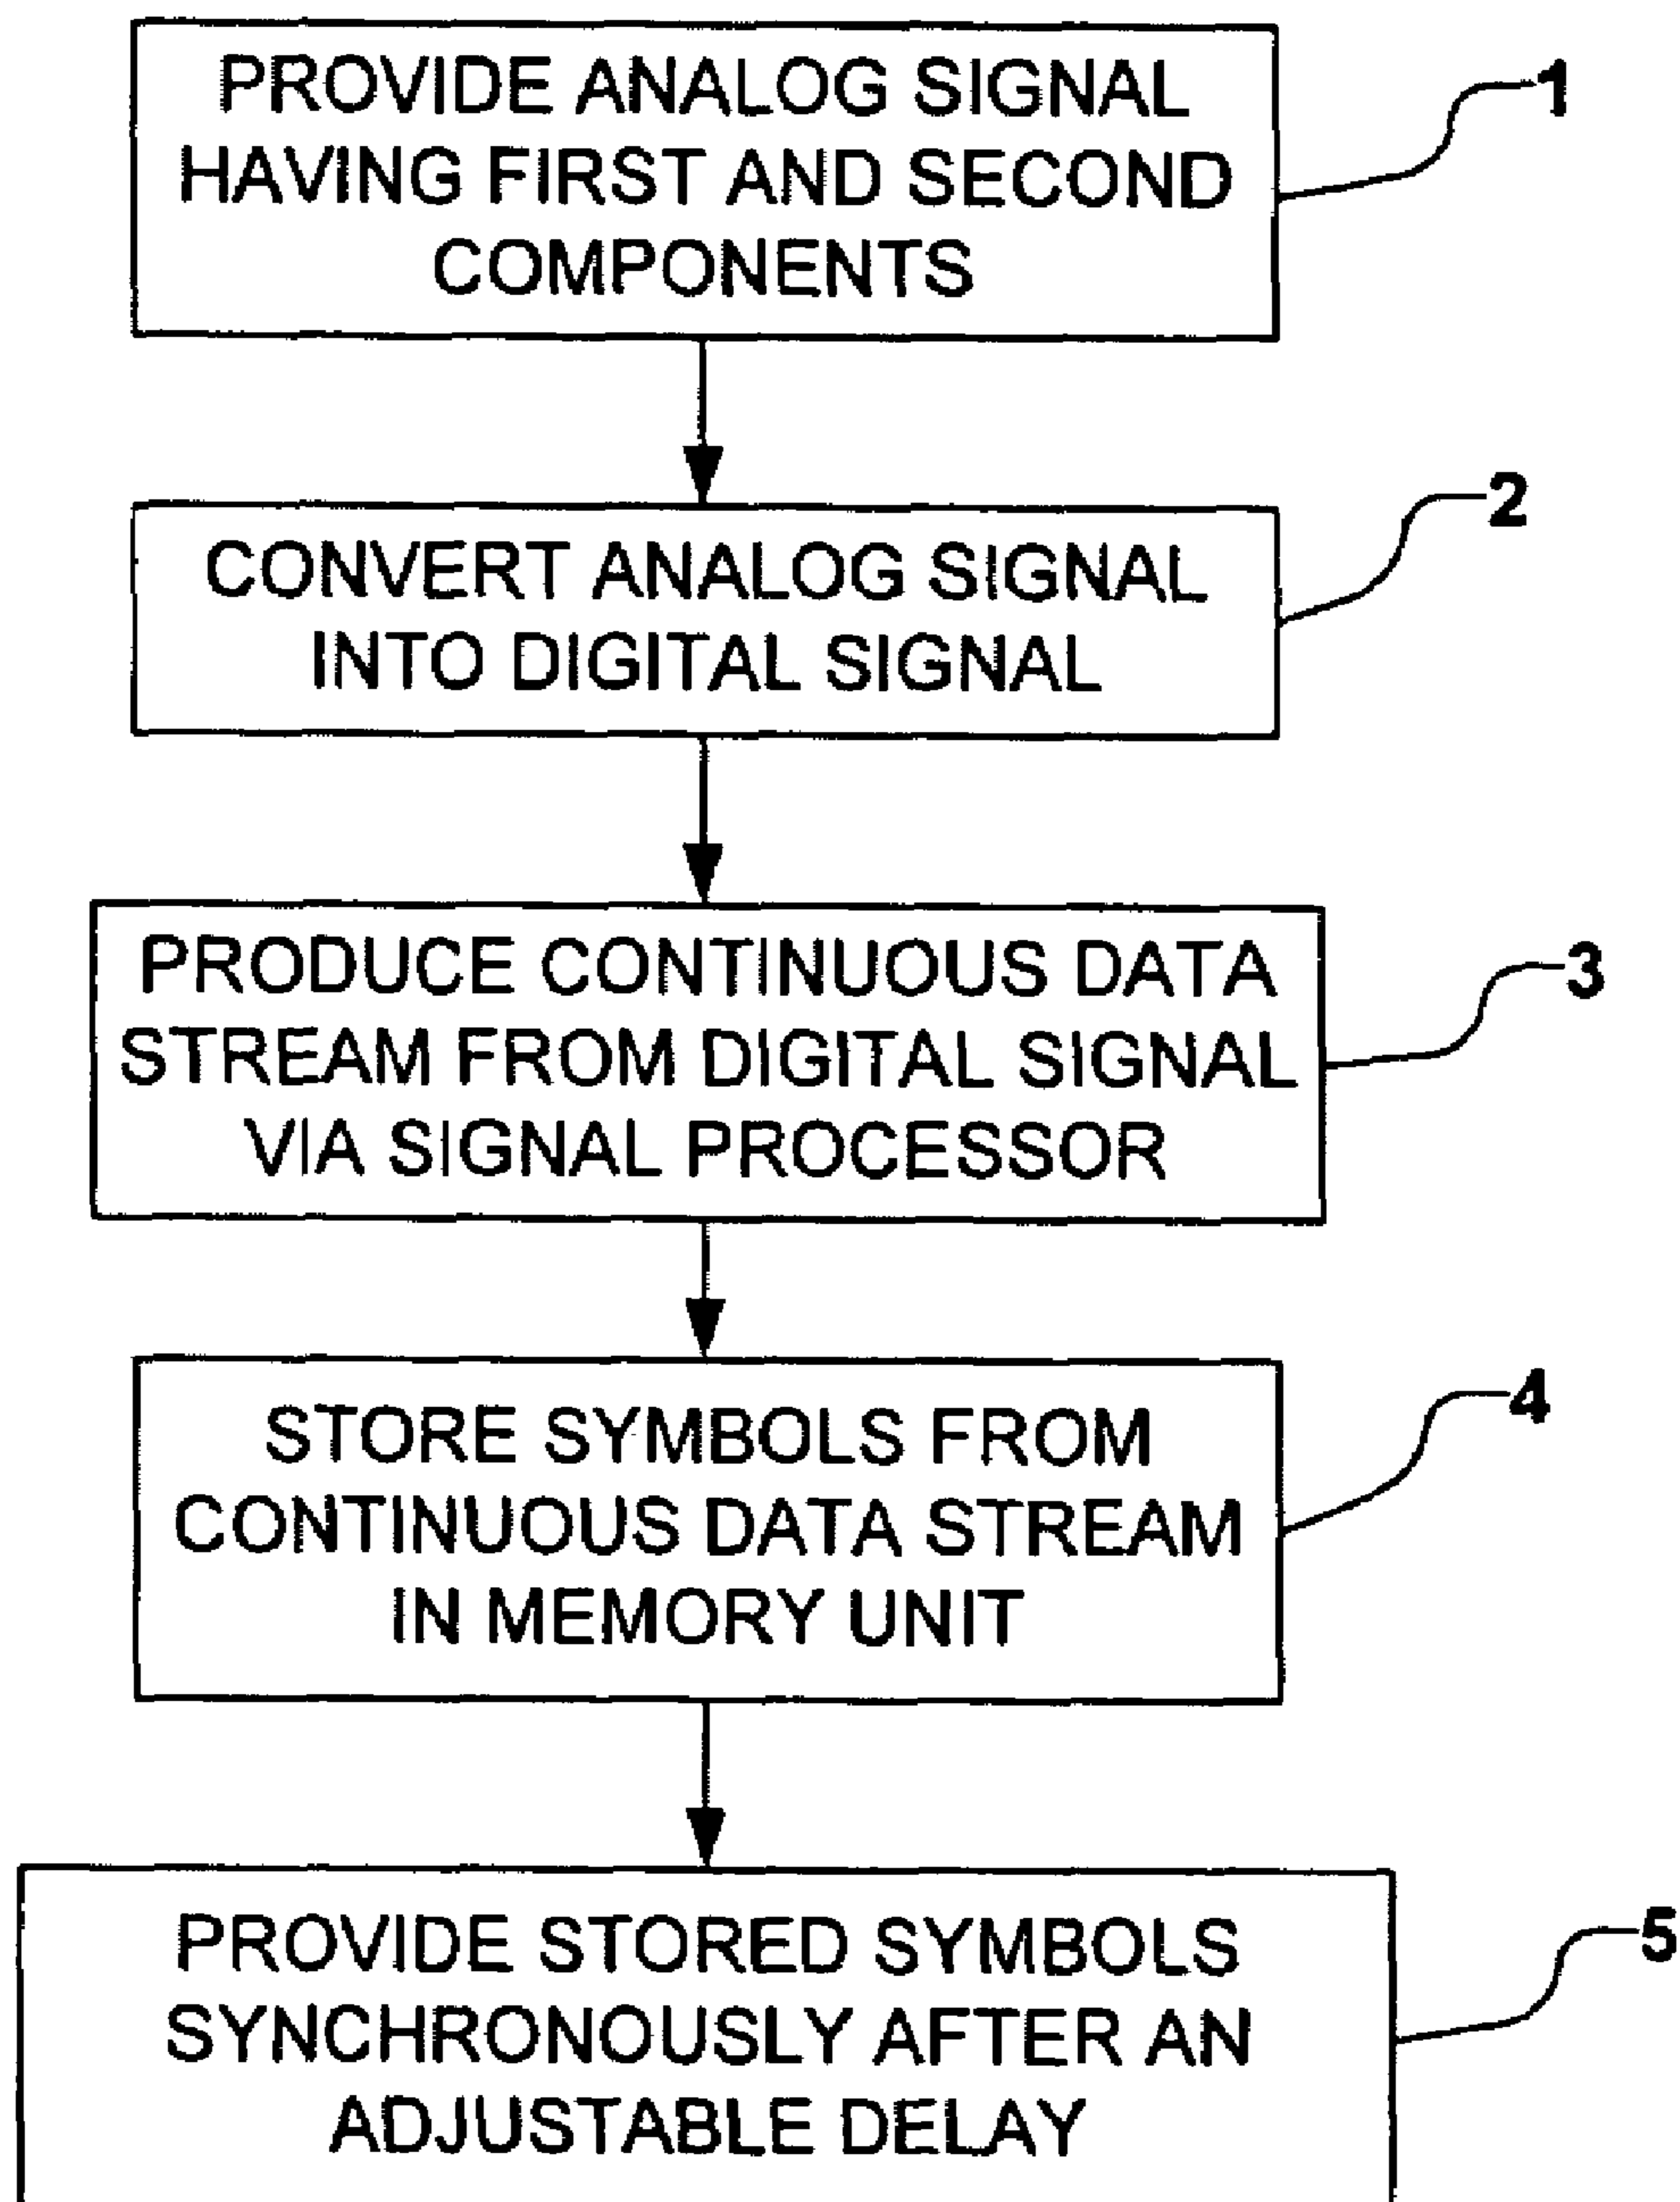 PROVIDE ANALOG SIGNAL
HAVING FIRST AND SECOND
COMPONENTS
1
CONVERT ANALOG SIGNAL
INTO DIGITAL SIGNAL
2
PRODUCE CONTINUOUS DATA
STREAM FROM DIGITAL SIGNAL
VIA SIGNAL PROCESSOR
3
STORE SYMBOLS FROM
CONTINUOUS DATA STREAM
IN MEMORY UNIT
4
PROVIDE STORED SYMBOLS
SYNCHRONOUSLY AFTER AN
ADJUSTABLE DELAY
5